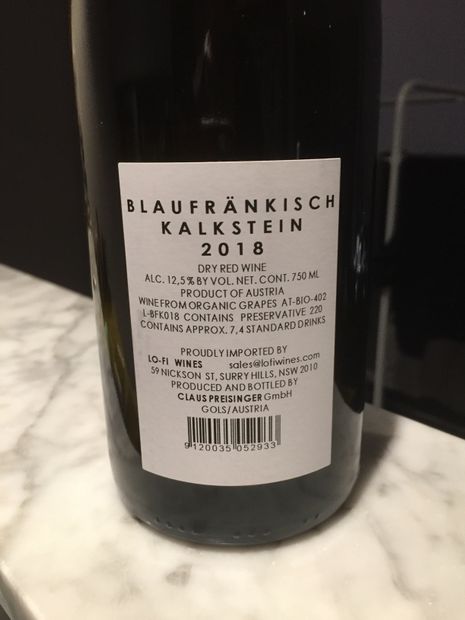 BLAUFRÄNKISCH
KALKSTEIN
2018
DRY RED WINE
ALC. 12,5% BY VOL. NET. CONT. 750 ML
PRODUCT OF AUSTRIA
WINE FROM ORGANIC GRAPES AT-BIO-402
L-BFK018 CONTAINS PRESERVATIVE 220
CONTAINS APPROX. 7,4 STANDARD DRINKS
PROUDLY IMPORTED BY
LO-FI WINES sales@lofiwines.com
59 NICKSON ST, SURRY HILLS, NSW 2010
PRODUCED AND BOTTLED BY
CLAUS PREISINGER GmbH
GOLS/AUSTRIA
9 120035 052933